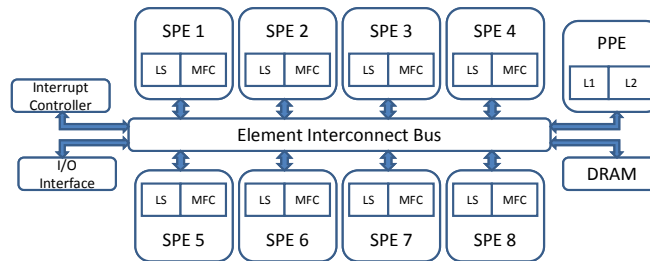 SPE 1
SPE 2
SPE 3
SPE 4
PPE
LS MFC
LS MFC
LS MFC
LS MFC
L1 L2
Interrupt
Controller
Element Interconnect Bus
I/O
Interface
DRAM
LS MFC
LS MFC
LS MFC
LS MFC
SPE 5
SPE 6
SPE 7
SPE 8